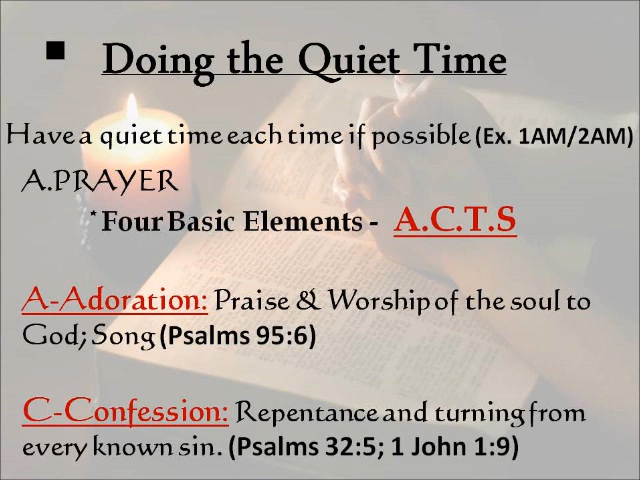 ▪ Doing the Quiet Time
Have a quiet time each time if possible (Ex. 1AM/2AM)
A.PRAYER
*Four Basic Elements - A.C.T.S
A-Adoration: Praise & Worship of the soul to
God; Song (Psalms 95:6)
C-Confession: Repentance and turning from
every known sin. (Psalms 32:5; 1 John 1:9)